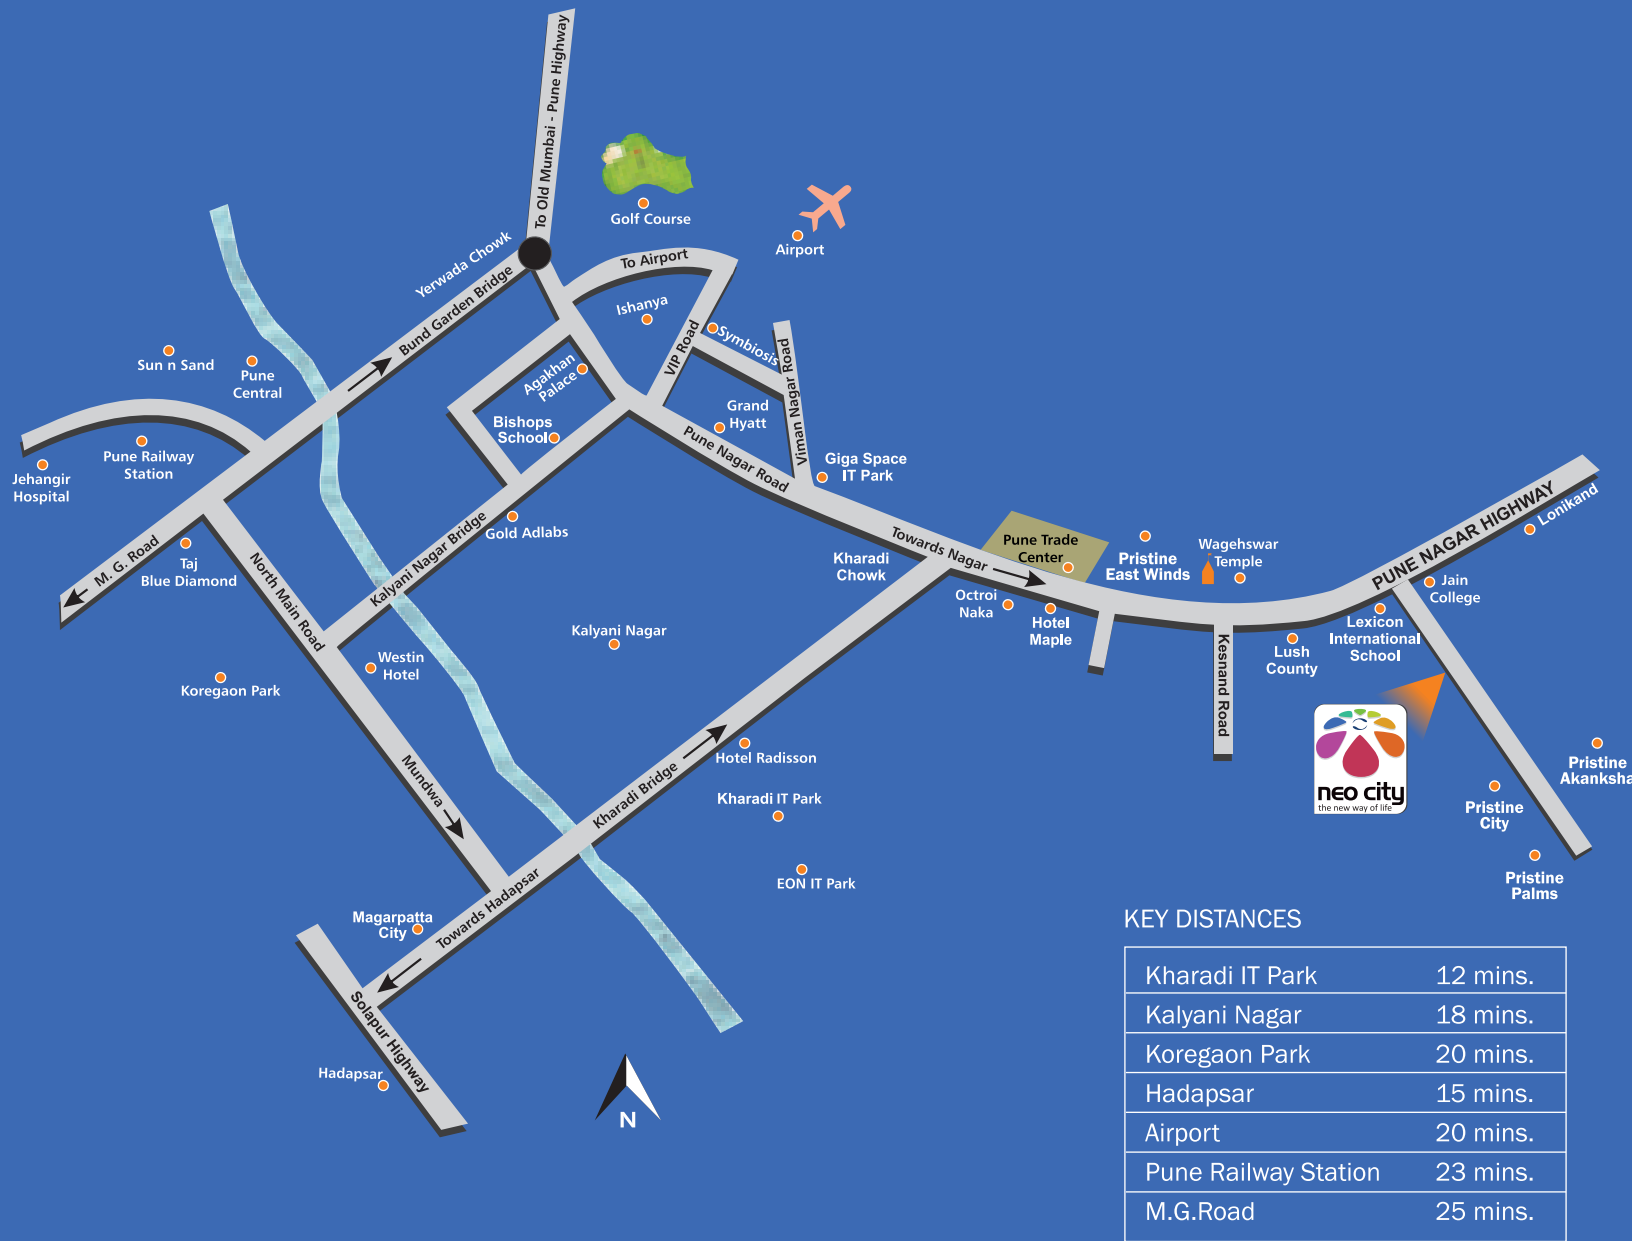 To Old Mumbai - Pune Highway
Golf Course
Airport
Yerwada Chowk
To Airport
Bund Garden Bridge
Ishanya
Symbiosis
VIP Road
Viman Nagar Road
Sun n Sand
Pune
Central
Agakhan
Palace
Grand
Hyatt
Bishops
School
Pune Nagar Road
Giga Space
IT Park
Pune Railway
Station
Jehangir
Hospital
M. G. Road
Taj
Blue Diamond
North Main Road
Kalyani Nagar Bridge
Gold Adlabs
Kharadi
Chowk
Towards Nagar
Pune Trade
Center
Pristine
East Winds
Wagehswar
Temple
PUNE NAGAR HIGHWAY
Lonikand
Jain
College
Octroi
Naka
Hotel
Maple
Lexicon
International
School
Lush
County
Kesnand Road
Kalyani Nagar
Westin
Hotel
Koregaon Park
neo city
the new way of life
Mundwa
Hotel Radisson
Kharadi Bridge
Kharadi IT Park
EON IT Park
Pristine
Akanksha
Pristine
City
Pristine
Palms
Magarpatta
City
Towards Hadapsar
Solapur Highway
Hadapsar
N
KEY DISTANCES
Kharadi IT Park 12 mins.
Kalyani Nagar 18 mins.
Koregaon Park 20 mins.
Hadapsar 15 mins.
Airport 20 mins.
Pune Railway Station 23 mins.
M.G.Road 25 mins.